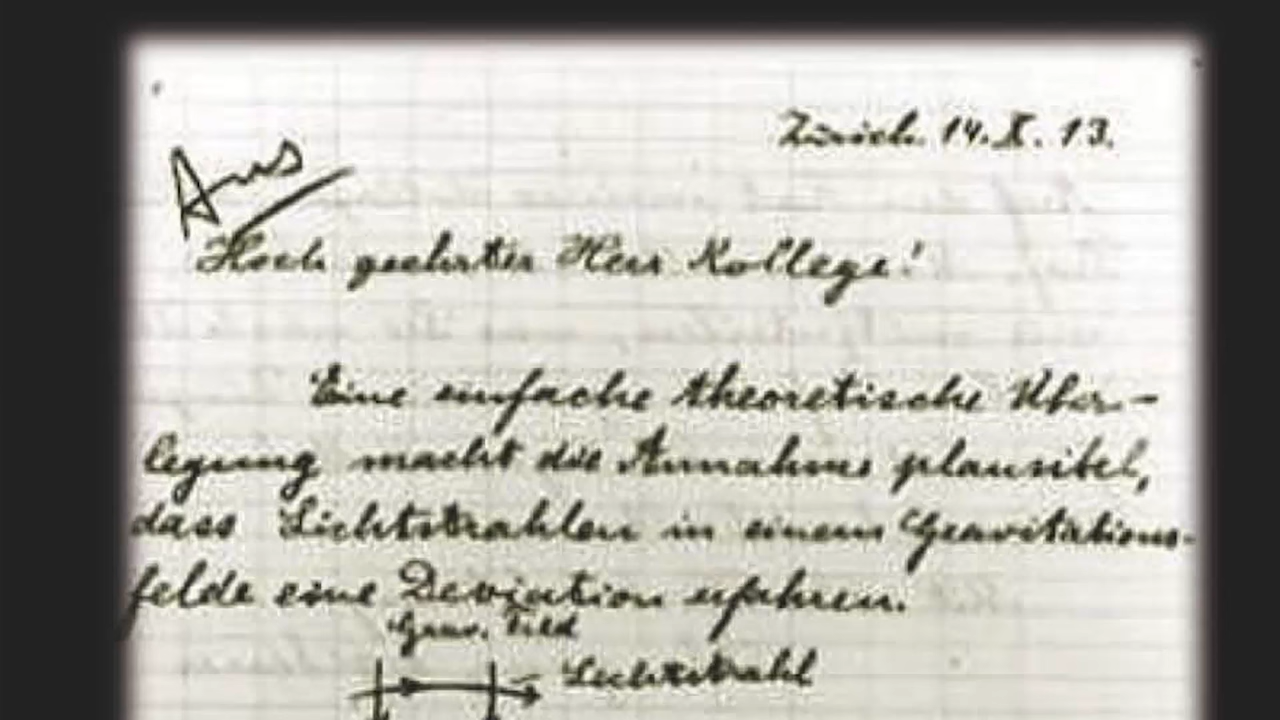 Zürich. 14. X. 13.
Ans
Hoch geehrter Herr Kollege!
Eine einfache theoretische Über-
legung macht die Annahme plausibel,
dass Lichtstrahlen in einem Gravitations-
felde eine Deviation erfahren.
Grav. Feld
Lichtstrahl